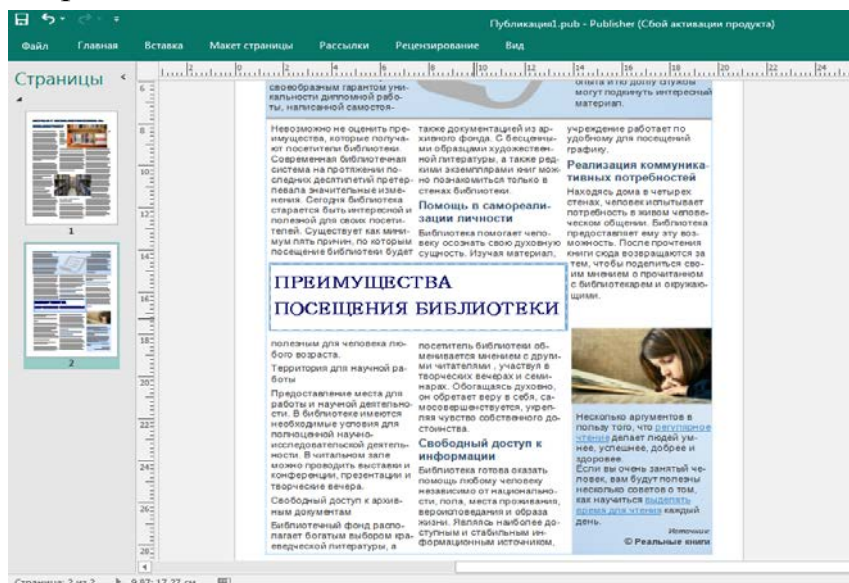 Публикация1.pub - Publisher (Сбой активации продукта)
Файл Главная Вставка Макет страницы Рассылки Рецензирование Вид
Страницы
1
2
своеобразным гарантом уни-
кальности дипломной рабо-
ты, написанной самостоя-
Невозможно не оценить пре-
имущества, которые получа-
ют посетители библиотеки.
Современная библиотечная
система на протяжении по-
следних десятилетий претер-
певала значительные изме-
нения. Сегодня библиотека
старается быть интересной и
полезной для своих посети-
телей. Существует как мини-
мум пять причин, по которым
посещение библиотеки будет
также документацией из ар-
хивного фонда. С бесценны-
ми образцами художествен-
ной литературы, а также ред-
кими экземплярами книг мож-
но познакомиться только в
стенах библиотеки.
Помощь в самореали-
зации личности
Библиотека помогает чело-
веку осознать свою духовную
сущность. Изучая материал,
опыта и по долгу службы
могут подкинуть интересный
материал.
учреждение работает по
удобному для посещений
графику.
Реализация коммуника-
тивных потребностей
Находясь дома в четырех
стенах, человек испытывает
потребность в живом челове-
ческом общении. Библиотека
предоставляет ему эту воз-
можность. После прочтения
книги сюда возвращаются за
тем, чтобы поделиться сво-
им мнением о прочитанном
с библиотекарем и окружаю-
щими.
ПРЕИМУЩЕСТВА
ПОСЕЩЕНИЯ БИБЛИОТЕКИ
полезным для человека лю-
бого возраста.
Территория для научной ра-
боты
Предоставление места для
работы и научной деятельно-
сти. В библиотеке имеются
необходимые условия для
полноценной научно-
исследовательской деятель-
ности. В читальном зале
можно проводить выставки и
конференции, презентации и
творческие вечера.
Свободный доступ к архив-
ным документам
Библиотечный фонд распо-
лагает богатым выбором кра-
еведческой литературы, а
посетитель библиотеки об-
менивается мнением с други-
ми читателями , участвуя в
творческих вечерах и семи-
нарах. Обогащаясь духовно,
он обретает веру в себя, са-
мосовершенствуется, укреп-
ляя чувство собственного до-
стоинства.
Свободный доступ к
информации
Библиотека готова оказать
помощь любому человеку
независимо от национально-
сти, пола, места проживания,
вероисповедания и образа
жизни. Являясь наиболее до-
ступным и стабильным ин-
формационным источником,
Несколько аргументов в
пользу того, что регулярное
чтение делает людей ум-
нее, успешнее, добрее и
здоровее.
Если вы очень занятый че-
ловек, вам будут полезны
несколько советов о том,
как научиться выделять
время для чтения каждый
день.
Источник:
© Реальные книги
Страница: 2 из 2 9,87; 17,27 см